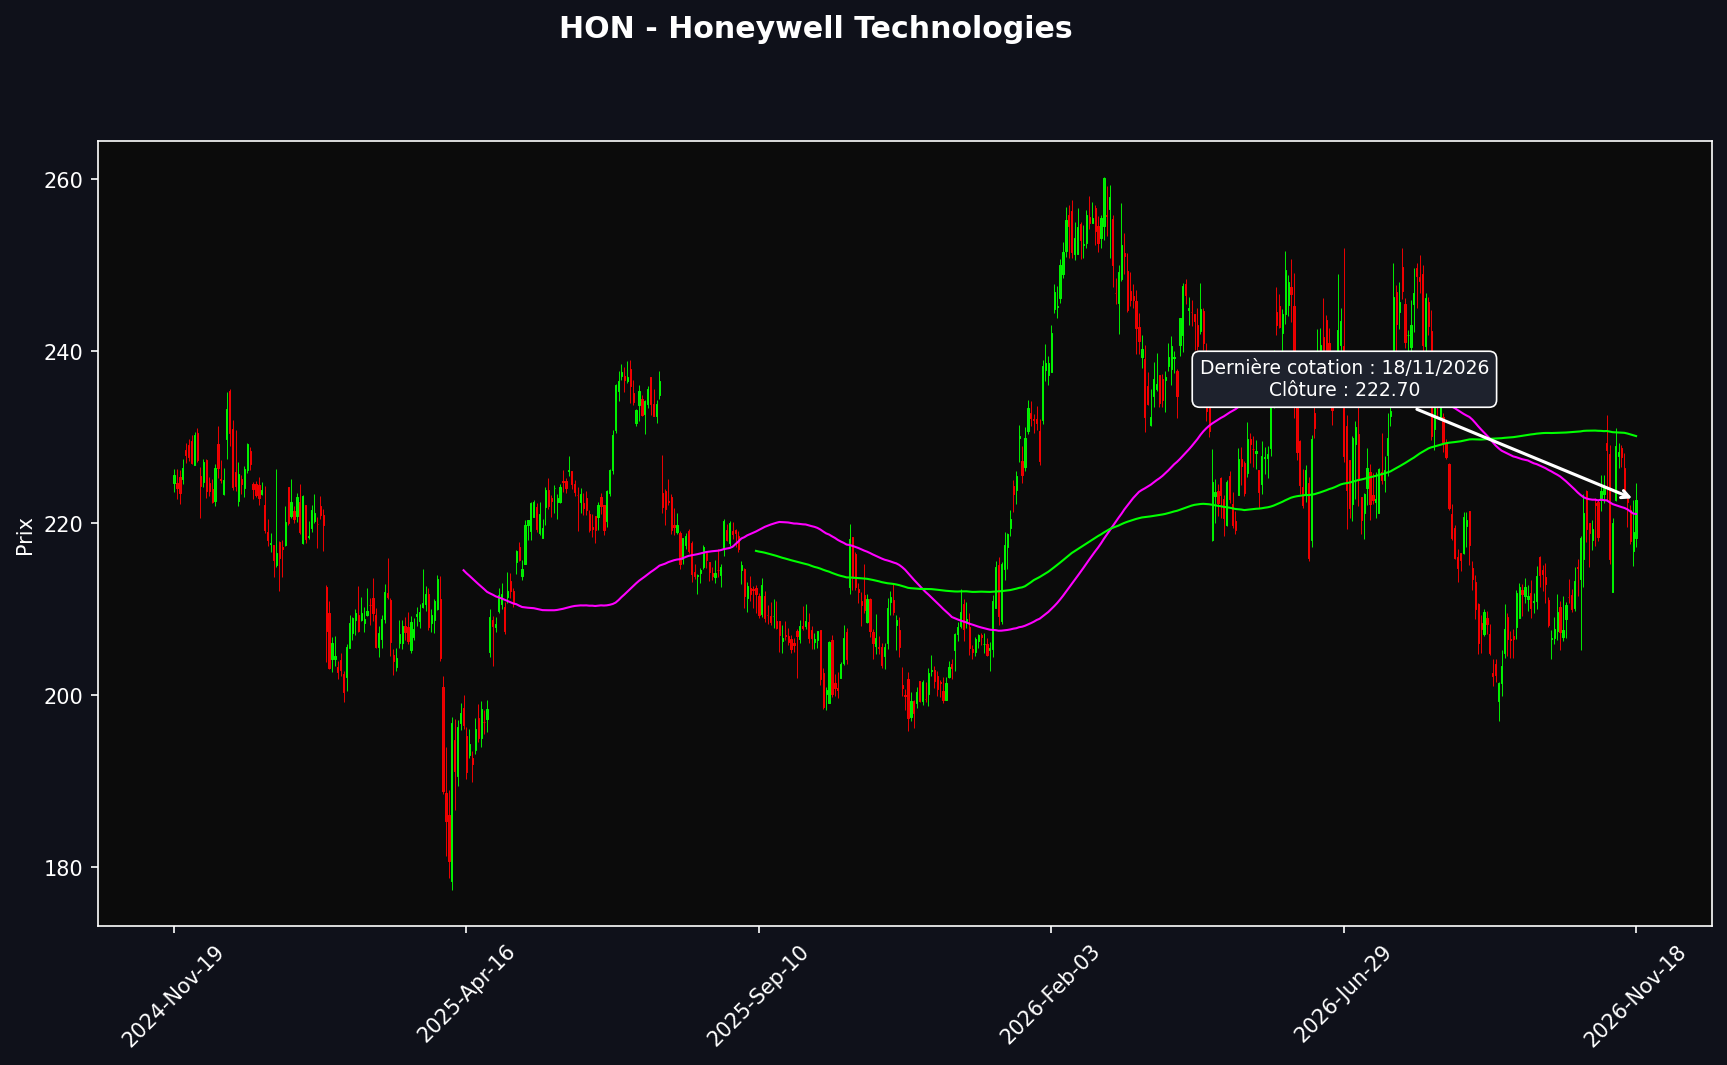 HON - Honeywell Technologies
260
240
220
200
180
Prix
Dernière cotation : 18/11/2026
Clôture : 222.70
2024-Nov-19
2025-Apr-16
2025-Sep-10
2026-Feb-03
2026-Jun-29
2026-Nov-18